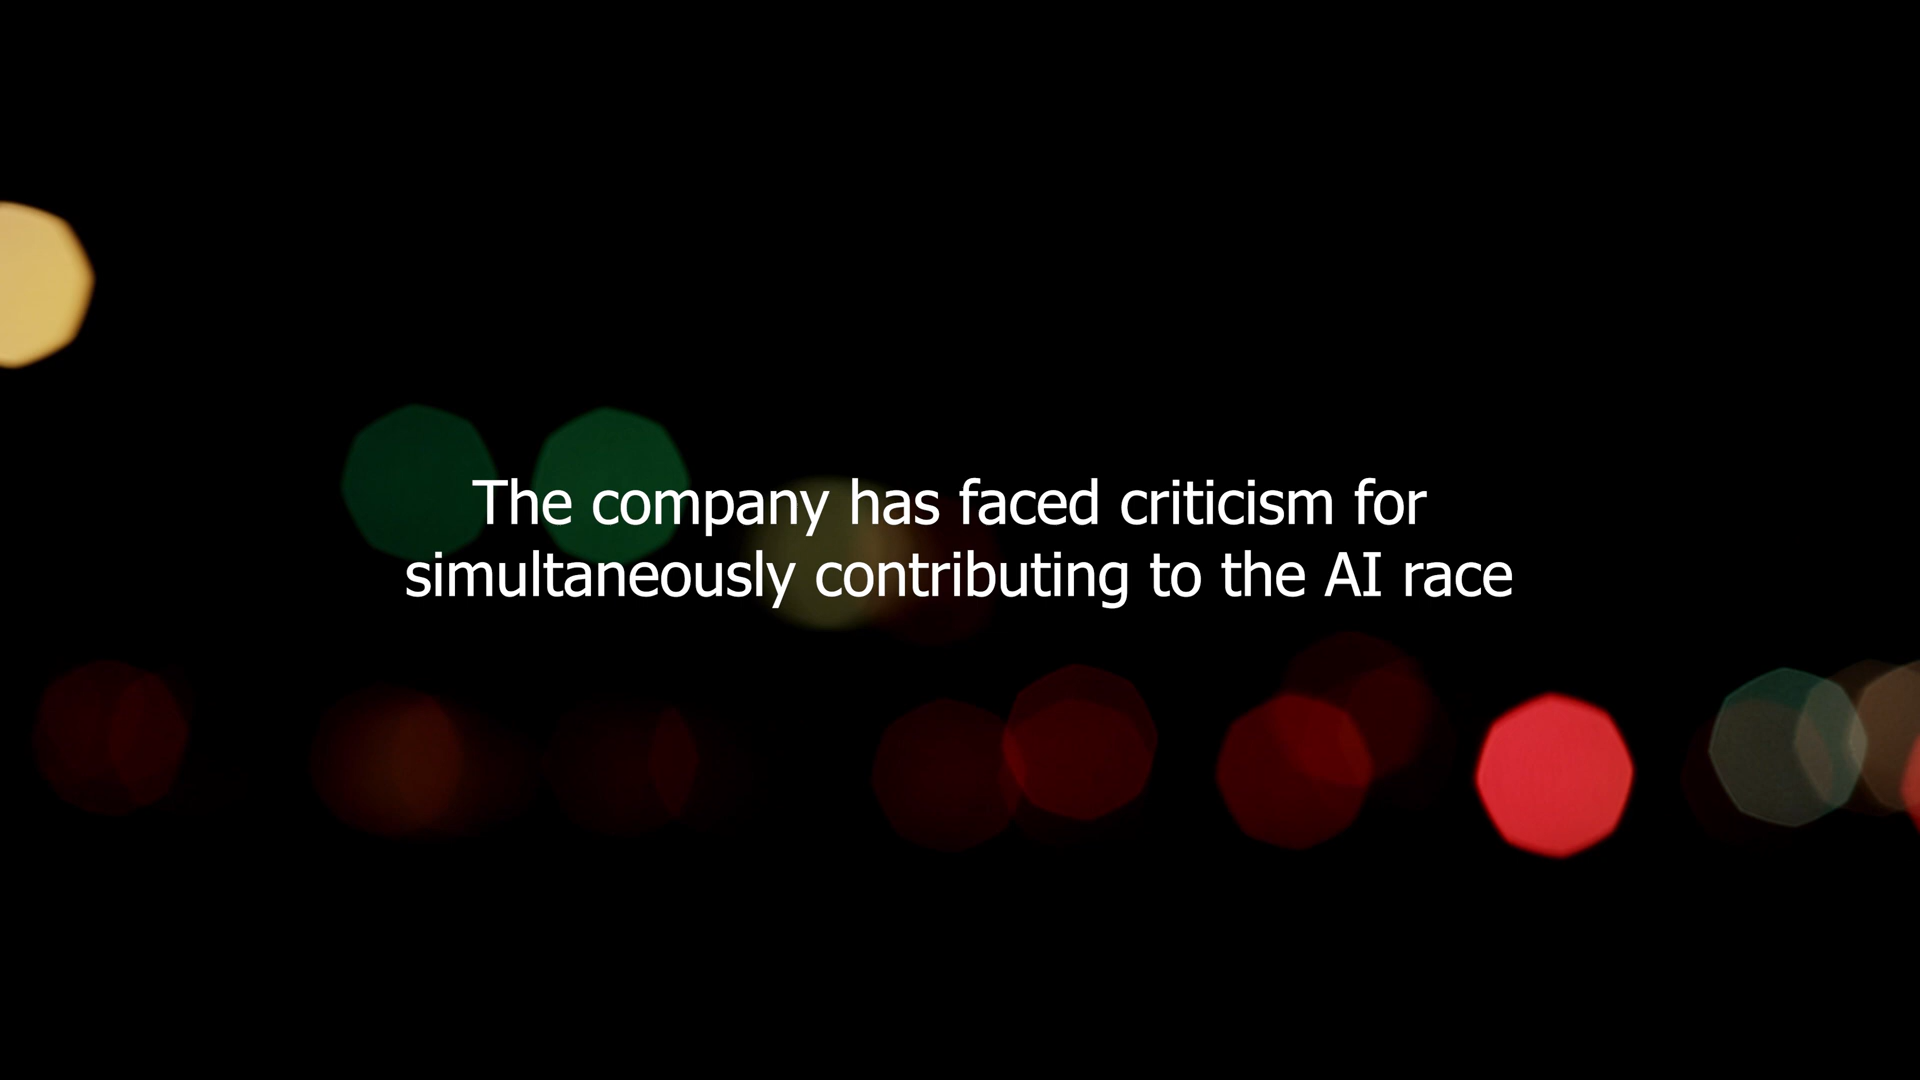 The company has faced criticism for
simultaneously contributing to the AI race